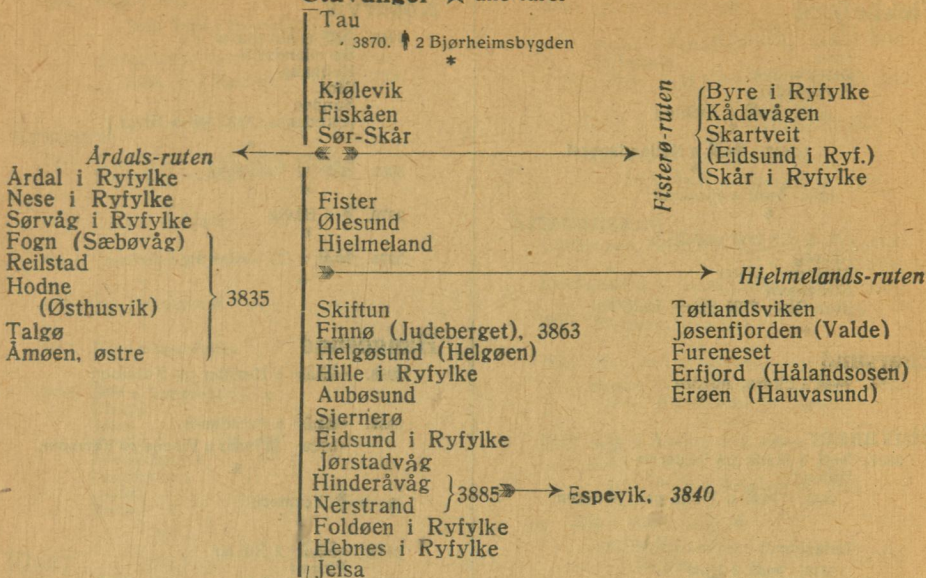 Tau
3870. 2 Bjørheimsbygden
*
Kjølevik
Fiskåen
Sør-Skår
Fisterø-ruten
Byre i Ryfylke
Kådavågen
Skartveit
(Eidsund i Ryf.)
Skår i Ryfylke
Årdals-ruten
Årdal i Ryfylke
Nese i Ryfylke
Sørvåg i Ryfylke
Fogn (Sæbøvåg)
Reilstad
Hodne
(Østhusvik)
Talgø
Åmøen, østre
3835
Fister
Ølesund
Hjelmeland
Hjelmelands-ruten
Tøtlandsviken
Jøsenfjorden (Valde)
Fureneset
Erfjord (Hålandsosen)
Erøen (Hauvasund)
Skiftun
Finnø (Judeberget), 3863
Helgøsund (Helgøen)
Hille i Ryfylke
Aubøsund
Sjernerø
Eidsund i Ryfylke
Jørstadvåg
Hinderåvåg
Nerstrand
3885
Espevik, 3840
Foldøen i Ryfylke
Hebnes i Ryfylke
Jelsa